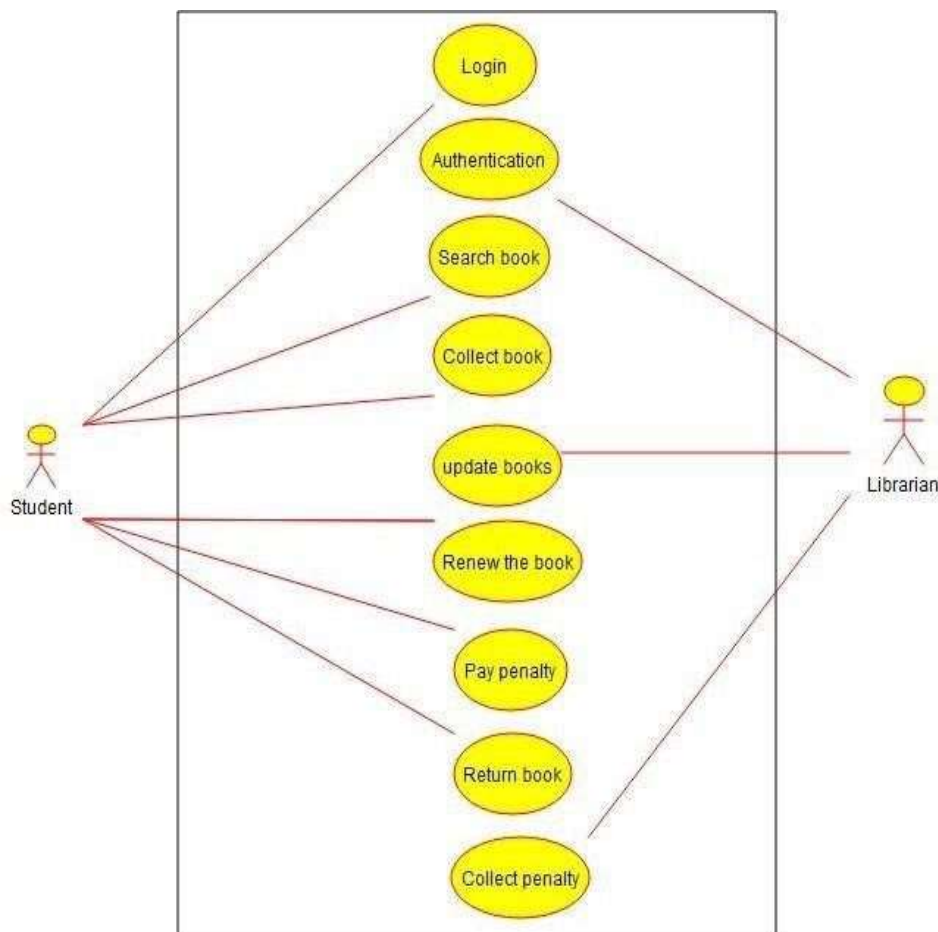 Login
Authentication
Search book
Collect book
update books
Renew the book
Pay penalty
Return book
Collect penalty
Student
Librarian